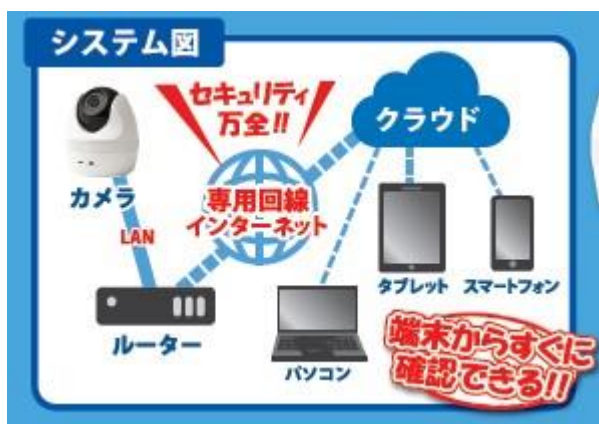 システム図
セキュリティ
万全!!
クラウド
カメラ
専用回線
インターネット
LAN
タブレット
スマートフォン
ルーター
パソコン
端末からすぐに
確認できる!!